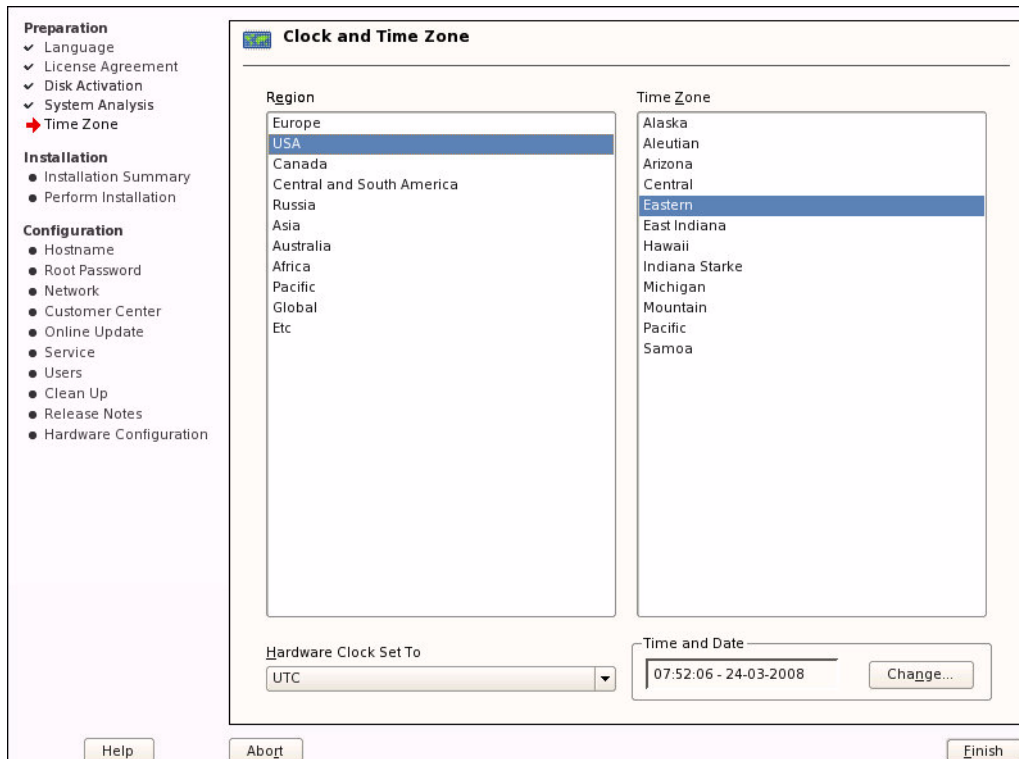 Preparation
Language
License Agreement
Disk Activation
System Analysis
Time Zone
Installation
Installation Summary
Perform Installation
Configuration
Hostname
Root Password
Network
Customer Center
Online Update
Service
Users
Clean Up
Release Notes
Hardware Configuration
Clock and Time Zone
Region
Europe
USA
Canada
Central and South America
Russia
Asia
Australia
Africa
Pacific
Global
Etc
Time Zone
Alaska
Aleutian
Arizona
Central
Eastern
East Indiana
Hawaii
Indiana Starke
Michigan
Mountain
Pacific
Samoa
Hardware Clock Set To
UTC
Time and Date
07:52:06 - 24-03-2008
Change...
Help
Abort
Finish